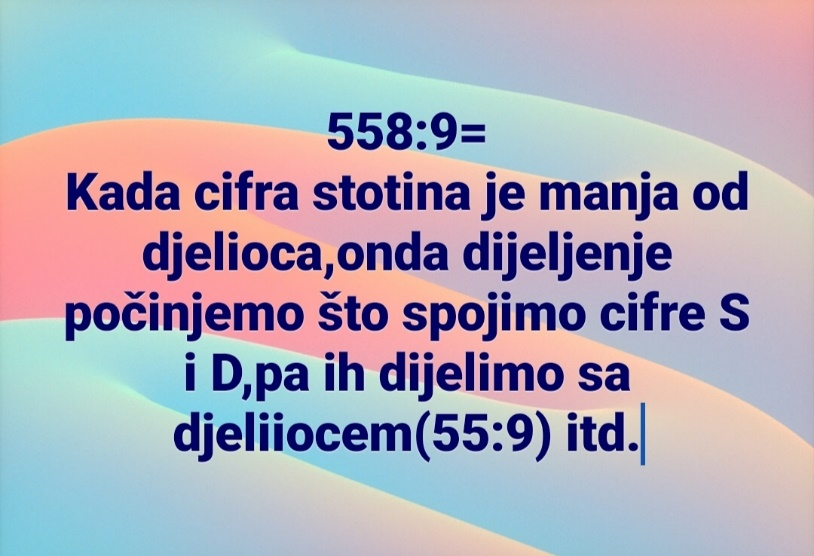 558:9=
Kada cifra stotina je manja od
djelioca,onda dijeljenje
počinjemo što spojimo cifre S
i D,pa ih dijelimo sa
djeliiocem(55:9) itd.